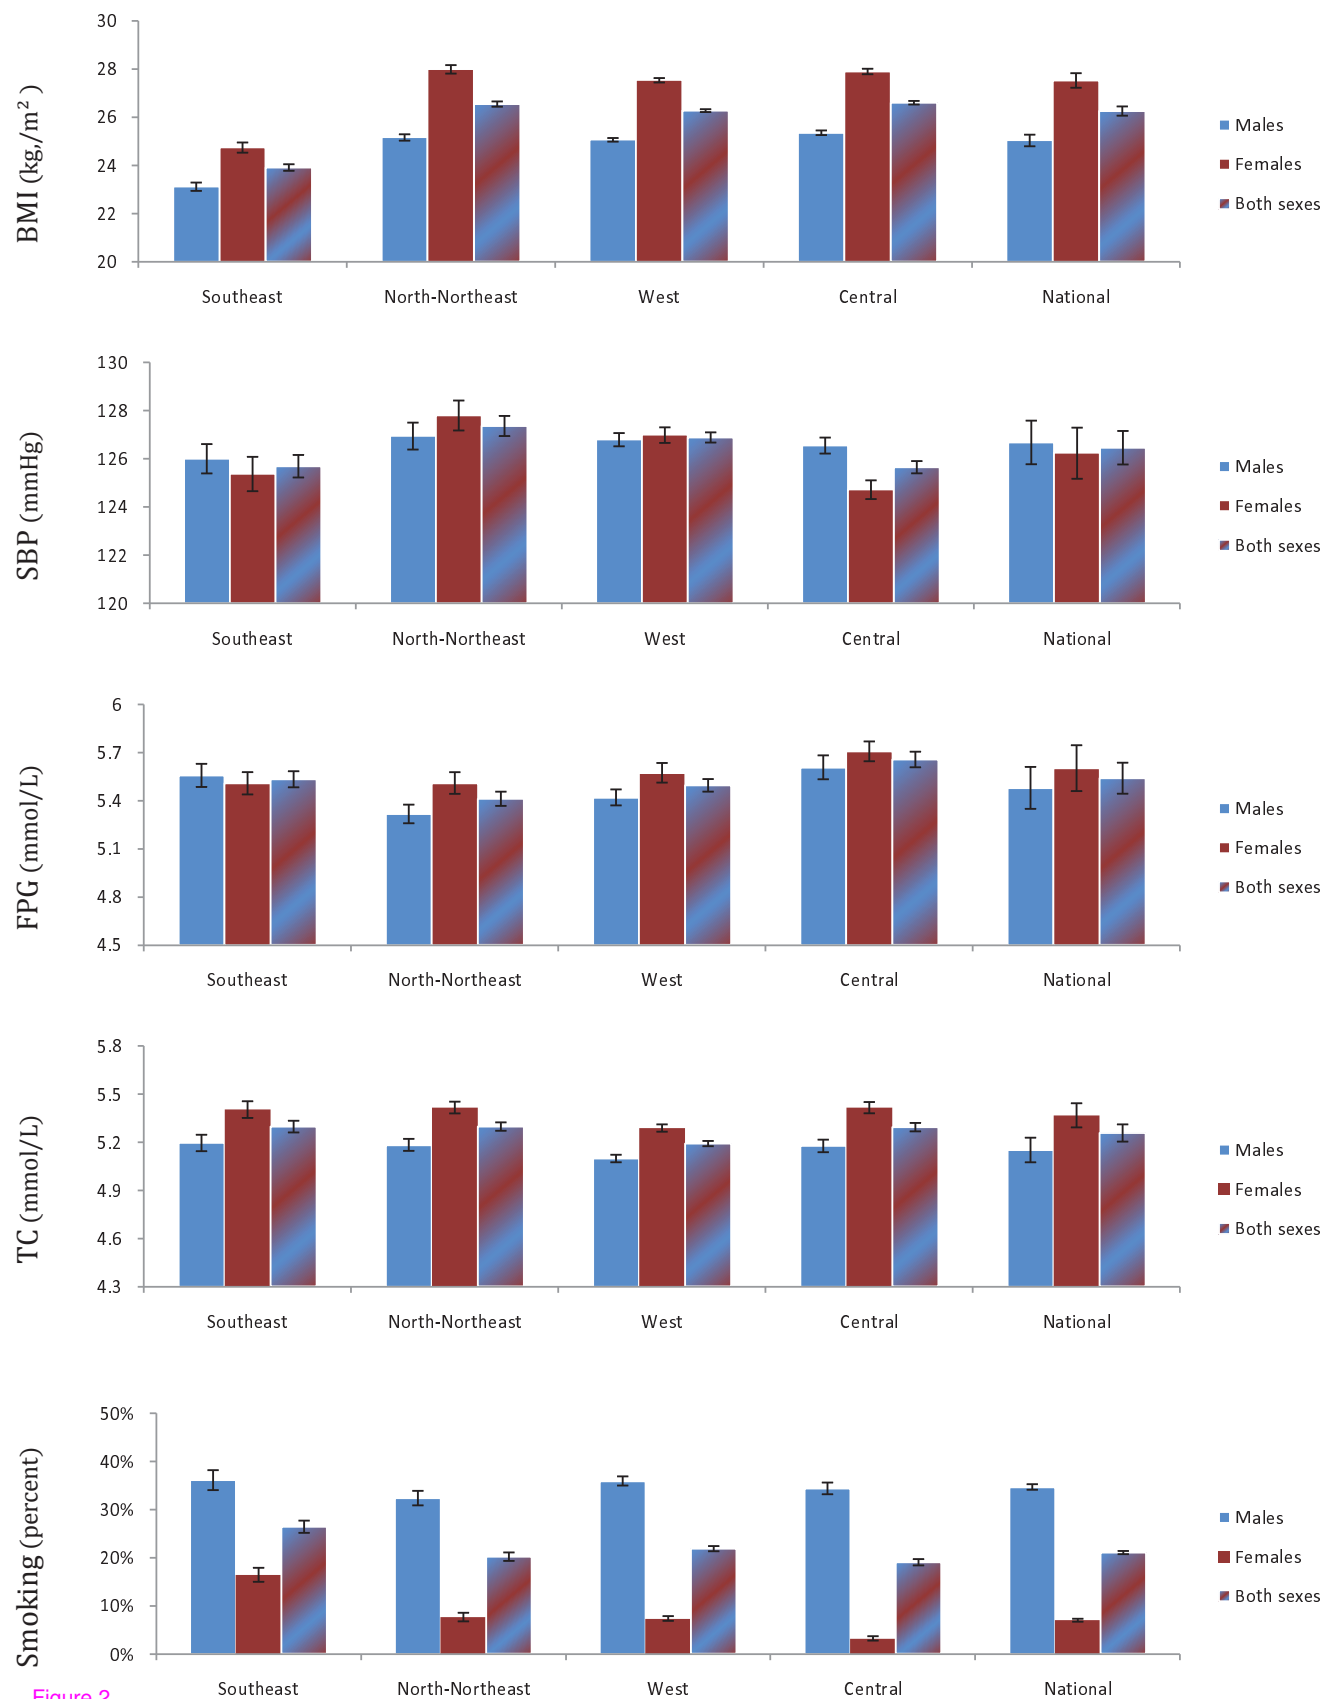 30
28
26
24
22
20
BMI (kg,/m²)
Males
Females
Both sexes
Southeast North-Northeast West Central National
130
128
126
124
122
120
SBP (mmHg)
Males
Females
Both sexes
Southeast North-Northeast West Central National
6
5.7
5.4
5.1
4.8
4.5
FPG (mmol/L)
Males
Females
Both sexes
Southeast North-Northeast West Central National
5.8
5.5
5.2
4.9
4.6
4.3
TC (mmol/L)
Males
Females
Both sexes
Southeast North-Northeast West Central National
50%
40%
30%
20%
10%
0%
Smoking (percent)
Males
Females
Both sexes
Southeast North-Northeast West Central National
Figure 2